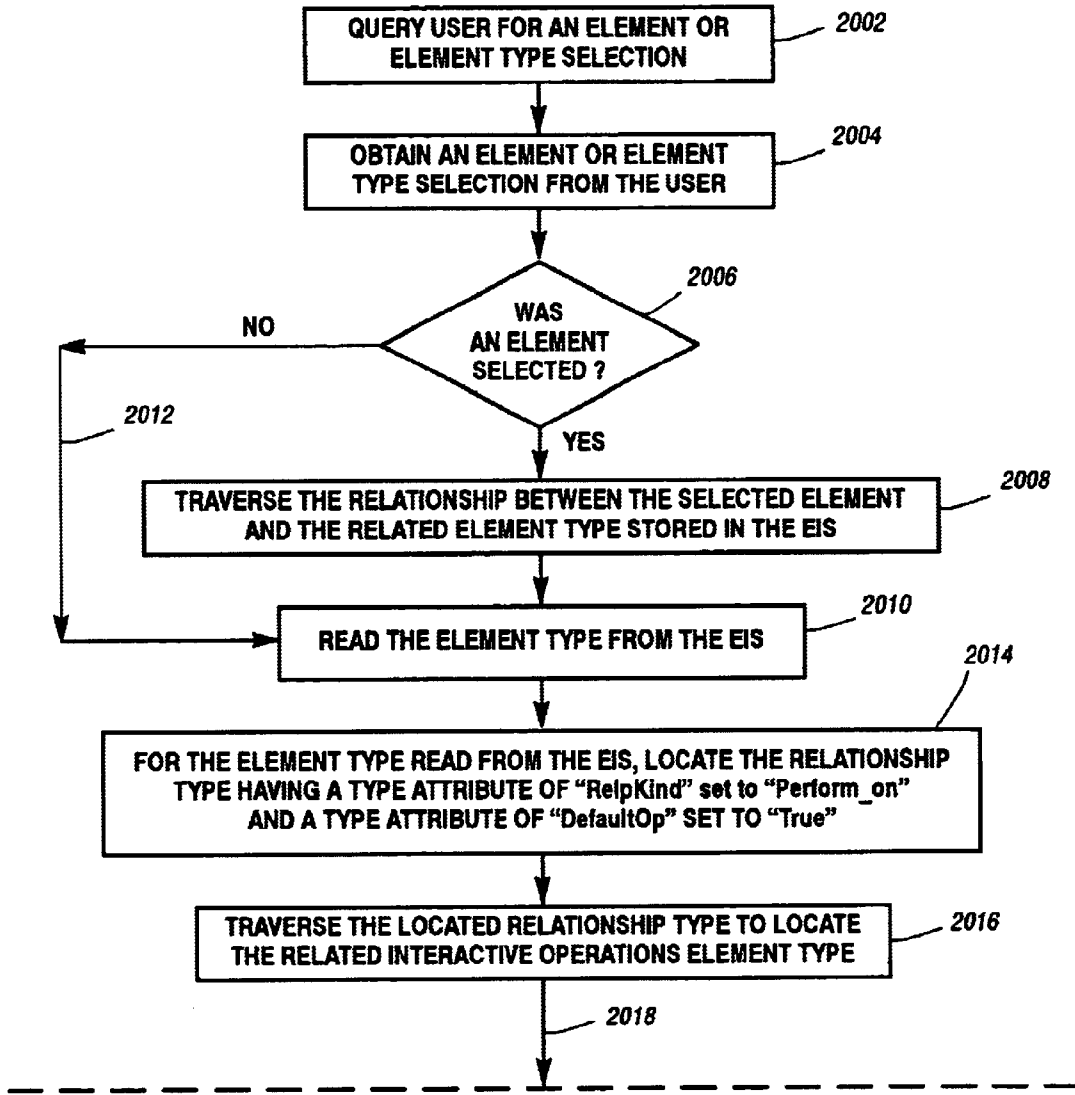 QUERY USER FOR AN ELEMENT OR
ELEMENT TYPE SELECTION
2002
OBTAIN AN ELEMENT OR ELEMENT
TYPE SELECTION FROM THE USER
2004
WAS
AN ELEMENT
SELECTED ?
2006
NO
2012
YES
TRAVERSE THE RELATIONSHIP BETWEEN THE SELECTED ELEMENT
AND THE RELATED ELEMENT TYPE STORED IN THE EIS
2008
READ THE ELEMENT TYPE FROM THE EIS
2010
2014
FOR THE ELEMENT TYPE READ FROM THE EIS, LOCATE THE RELATIONSHIP
TYPE HAVING A TYPE ATTRIBUTE OF “RelpKind” set to “Perform_on”
AND A TYPE ATTRIBUTE OF “DefaultOp” SET TO “True”
TRAVERSE THE LOCATED RELATIONSHIP TYPE TO LOCATE
THE RELATED INTERACTIVE OPERATIONS ELEMENT TYPE
2016
2018